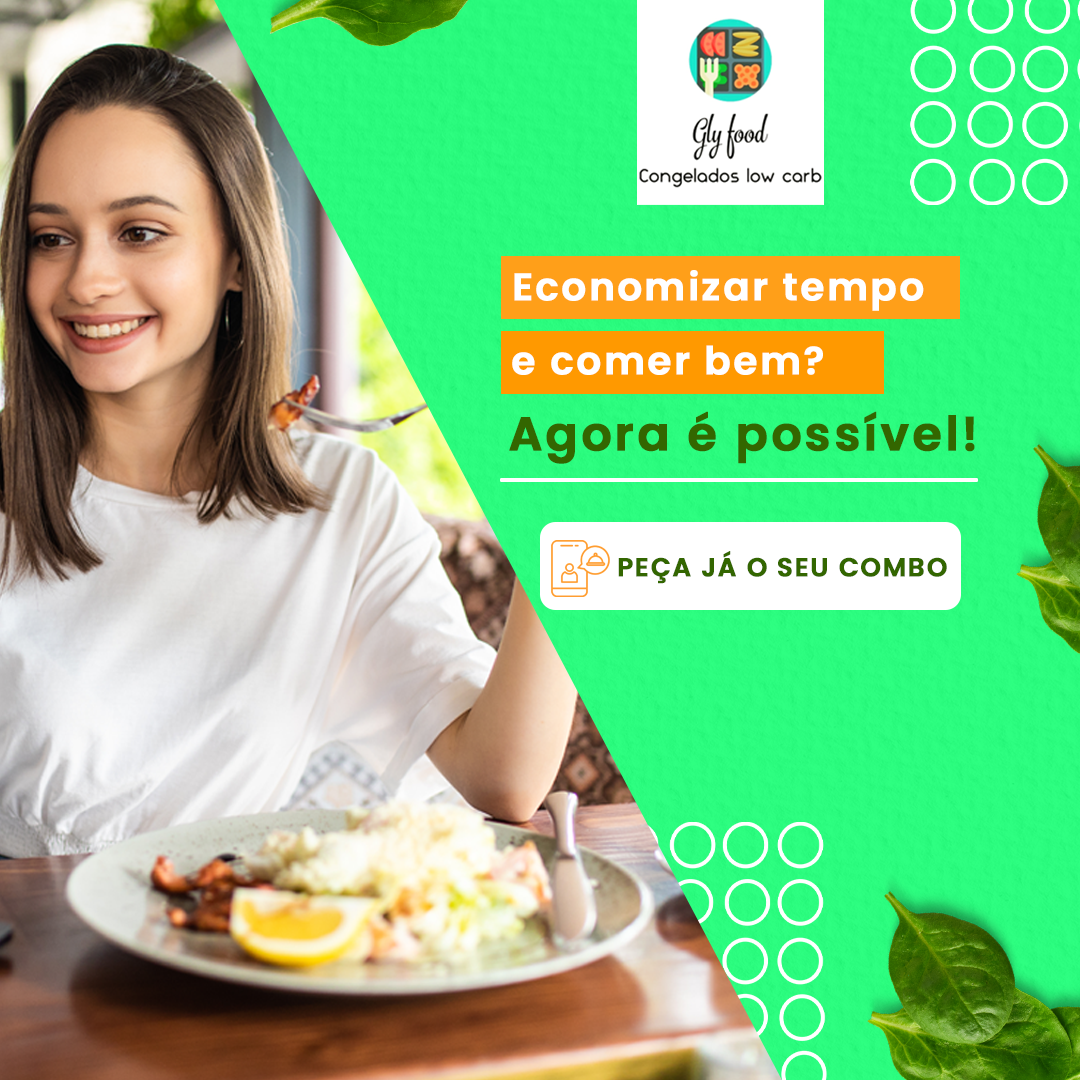 Gly food
Congelados low carb
Economizar tempo
e comer bem?
Agora é possível!
PEÇA JÁ O SEU COMBO